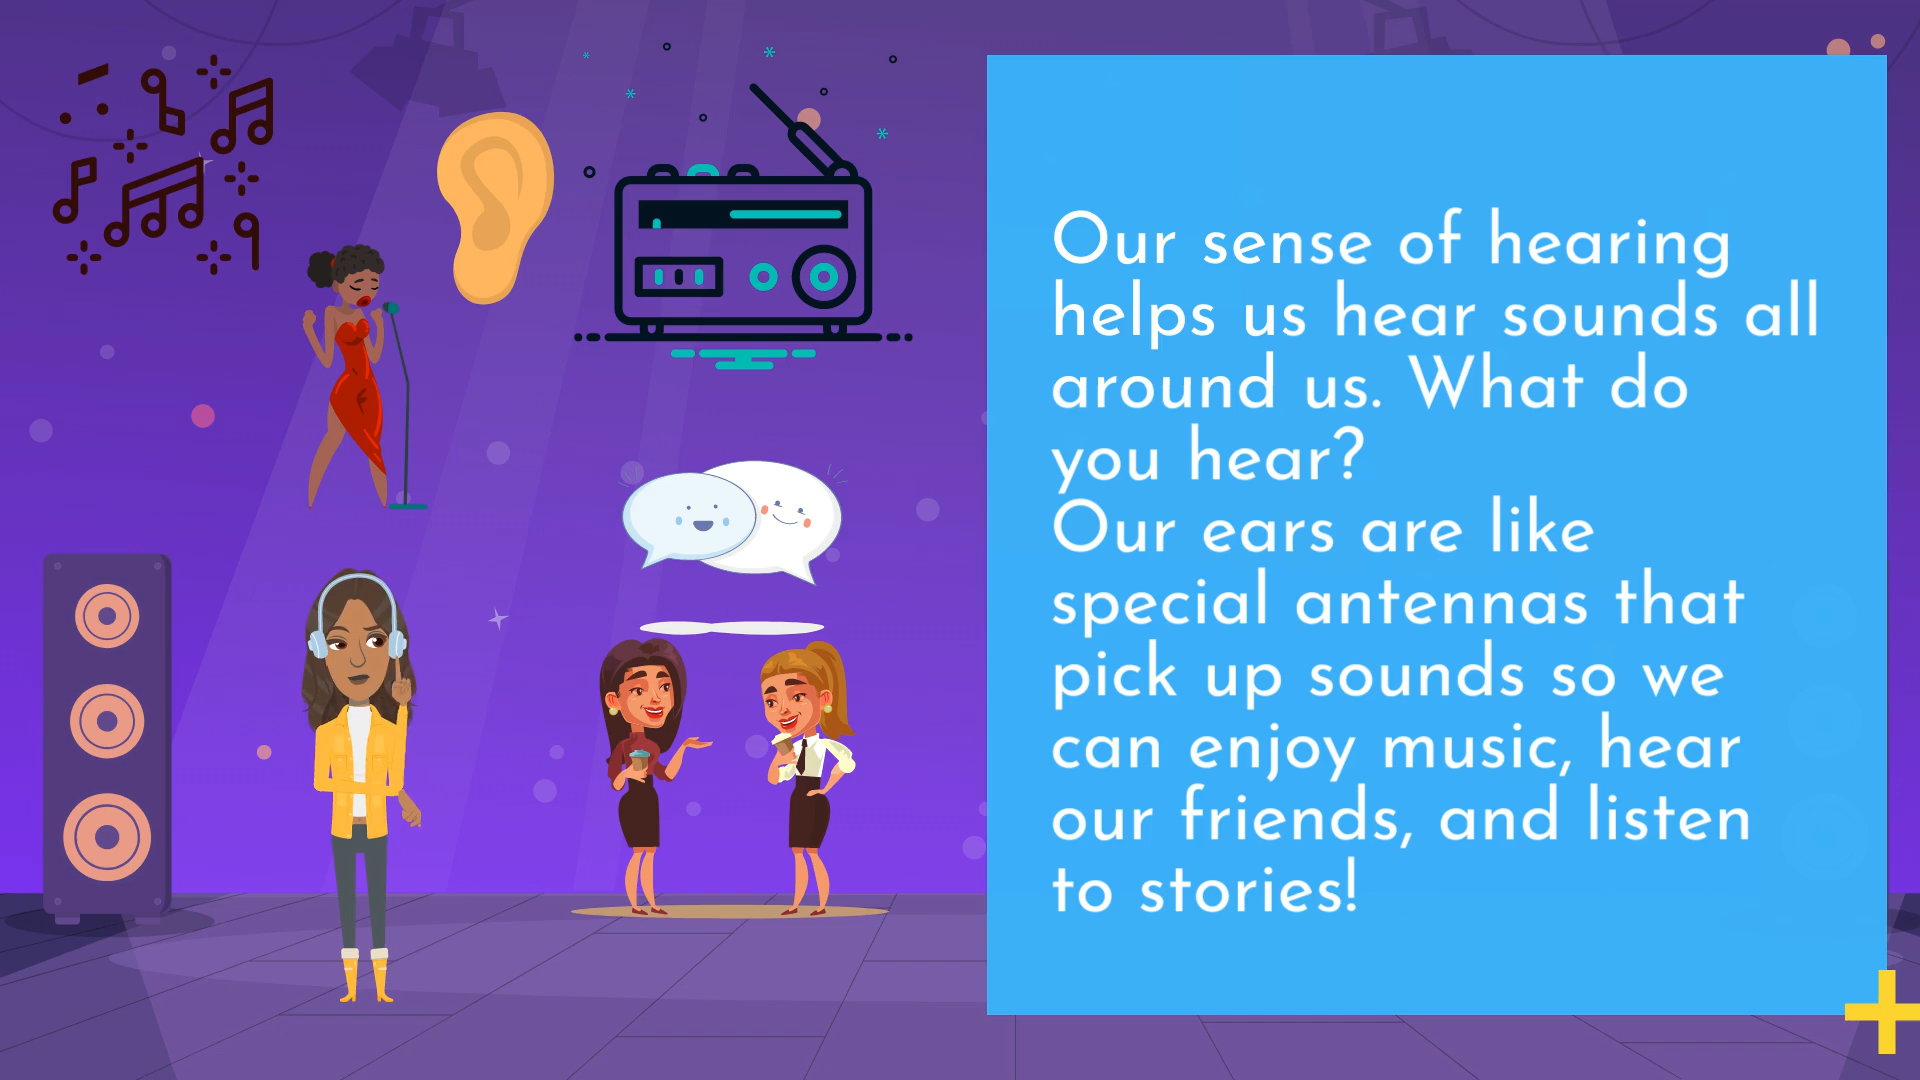 Our sense of hearing
helps us hear sounds all
around us. What do
you hear?
Our ears are like
special antennas that
pick up sounds so we
can enjoy music, hear
our friends, and listen
to stories!